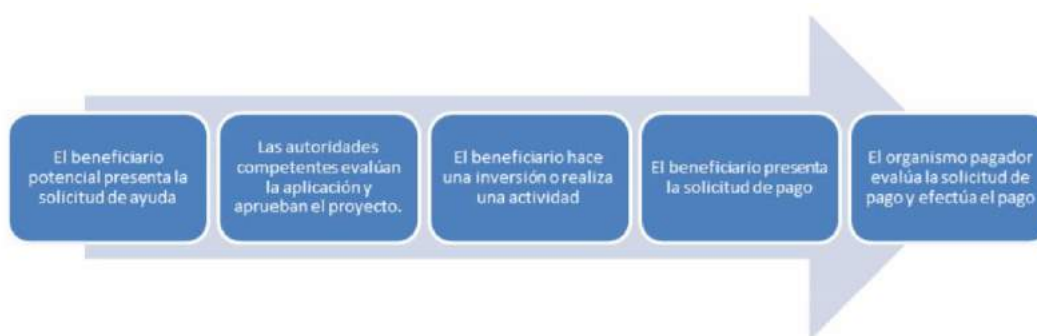 El beneficiario
potencial presenta la
solicitud de ayuda
Las autoridades
competentes evalúan
la aplicación y
aprueban el proyecto.
El beneficiario hace
una inversión o realiza
una actividad
El beneficiario presenta
la solicitud de pago
El organismo pagador
evalúa la solicitud de
pago y efectúa el pago